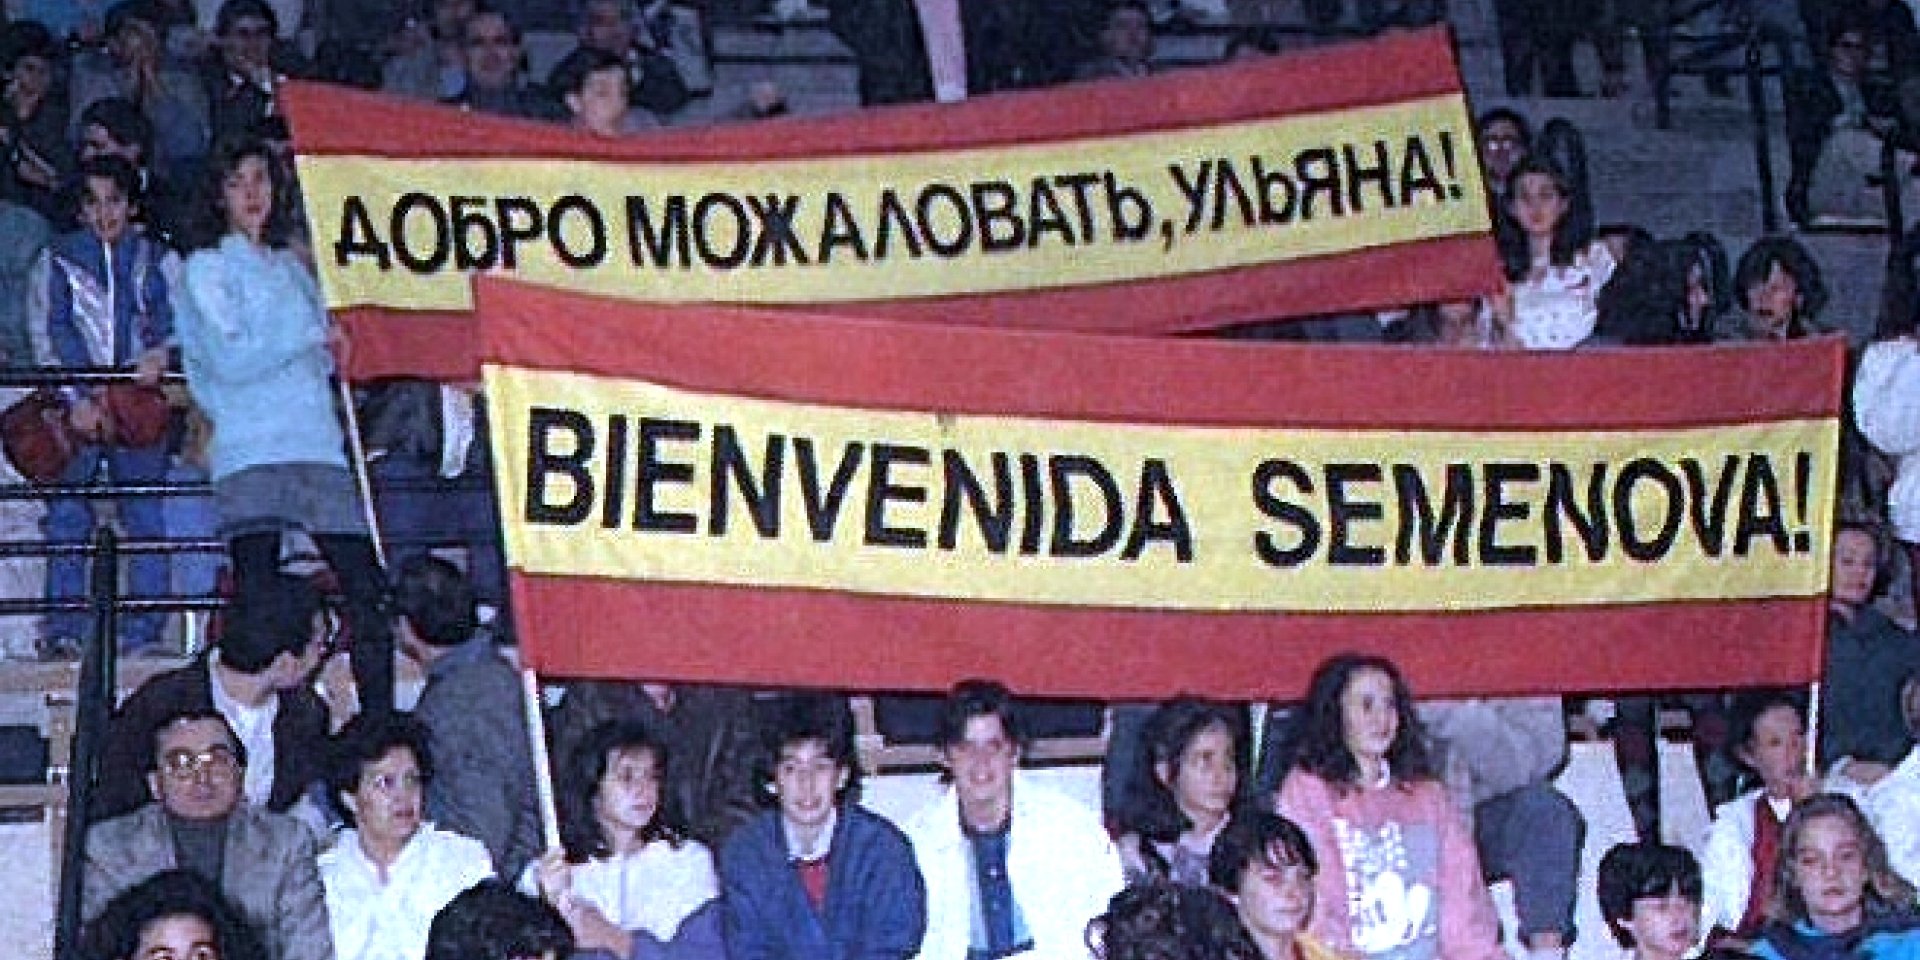 ДОБРО МОЖАЛОВАТЬ, УЛЬЯНА!
BIENVENIDA SEMENOVA!